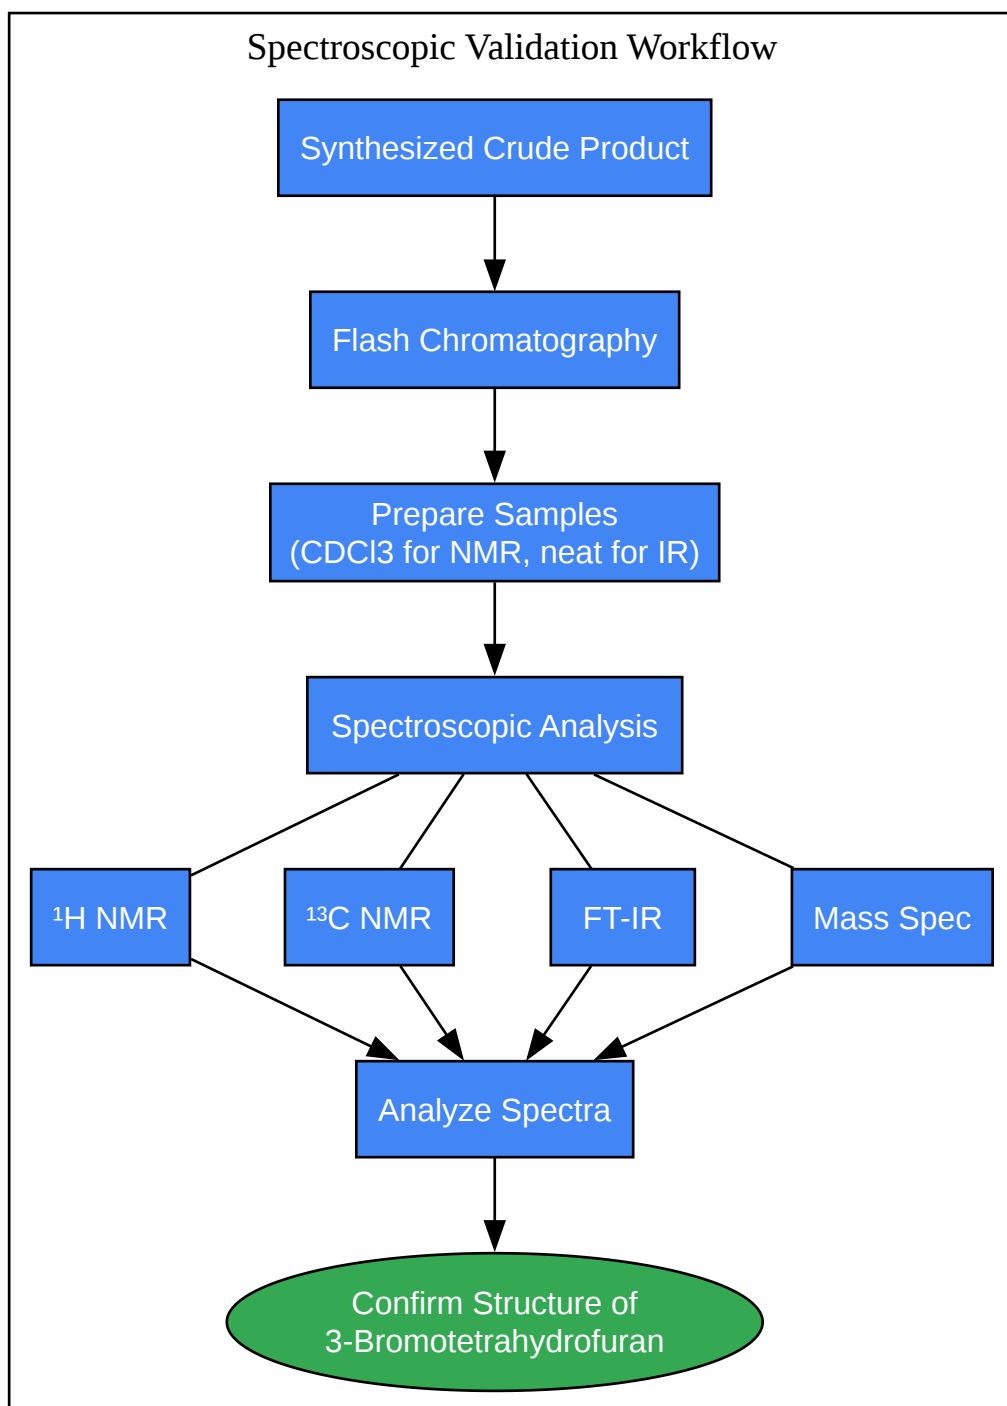 Spectroscopic Validation Workflow
Synthesized Crude Product
Flash Chromatography
Prepare Samples
(CDCl3 for NMR, neat for IR)
Spectroscopic Analysis
¹H NMR
¹³C NMR
FT-IR
Mass Spec
Analyze Spectra
Confirm Structure of
3-Bromotetrahydrofuran